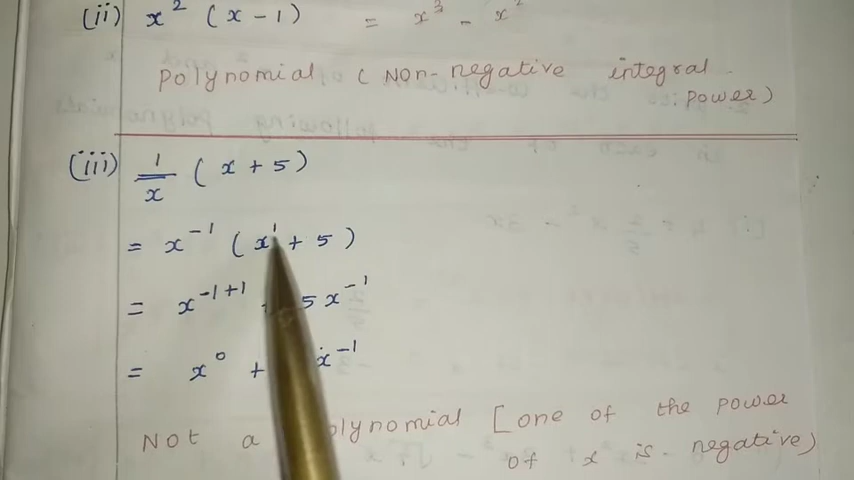 (ii) x² (x - 1) = x³ - x²
Polynomial (Non-negative integral
power)
(iii) 1/x (x + 5)
= x⁻¹ (x¹ + 5)
= x⁻¹⁺¹ + 5x⁻¹
= x⁰ + x⁻¹
Not a polynomial [one of the power
of x is negative)